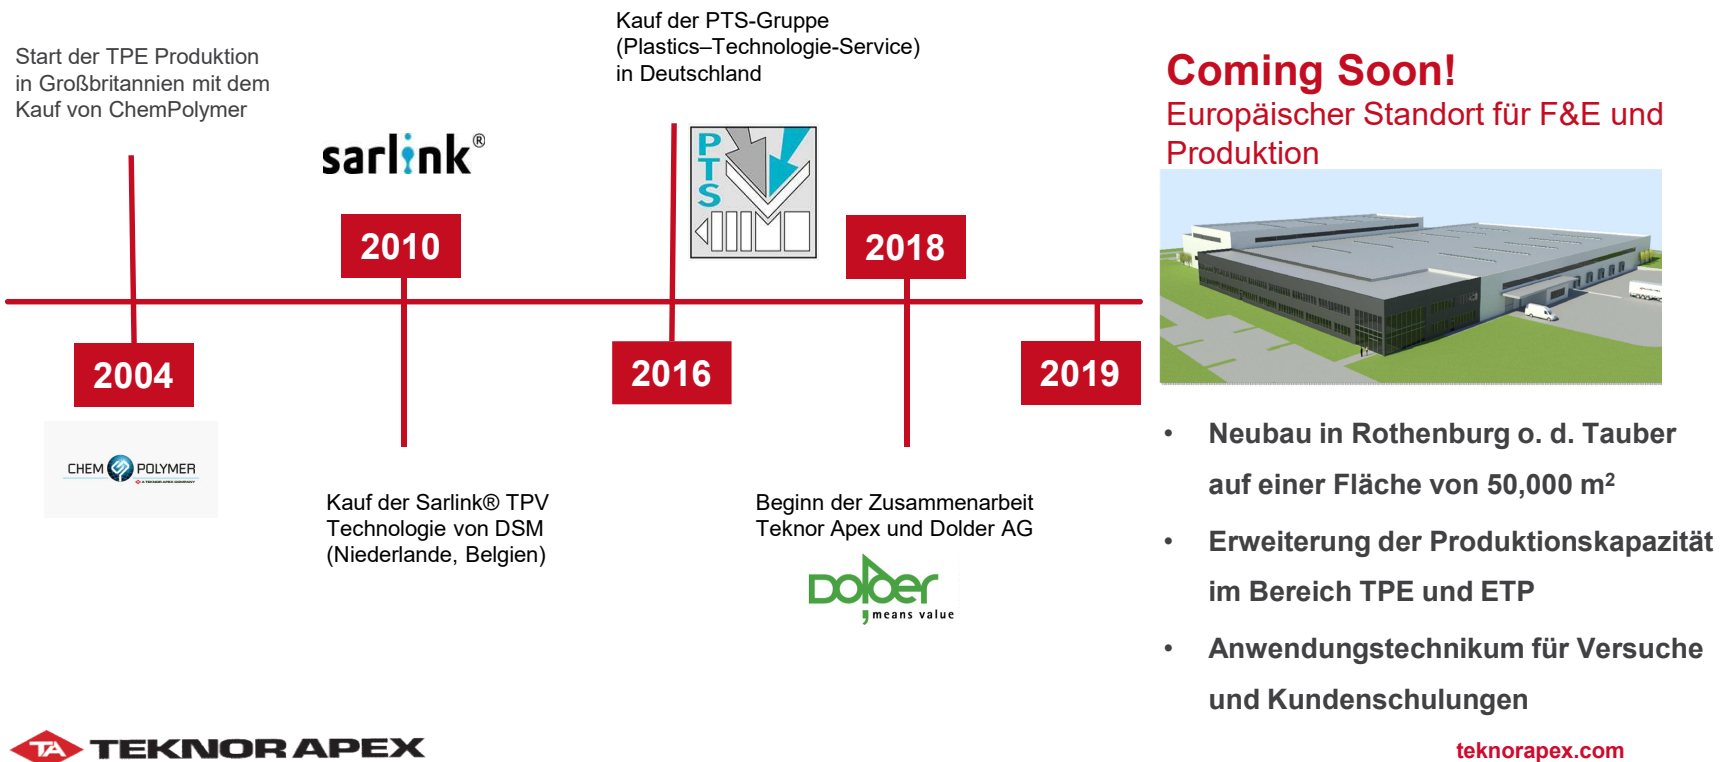 Start der TPE Produktion
in Großbritannien mit dem
Kauf von ChemPolymer
sarlink®
Kauf der PTS-Gruppe
(Plastics–Technologie-Service)
in Deutschland
PTS
2004
2010
2016
2018
2019
CHEM POLYMER
A TEKNOR APEX COMPANY
Kauf der Sarlink® TPV
Technologie von DSM
(Niederlande, Belgien)
Beginn der Zusammenarbeit
Teknor Apex und Dolder AG
Dolder
means value
Coming Soon!
Europäischer Standort für F&E und
Produktion
• Neubau in Rothenburg o. d. Tauber
auf einer Fläche von 50,000 m²
• Erweiterung der Produktionskapazität
im Bereich TPE und ETP
• Anwendungstechnikum für Versuche
und Kundenschulungen
TA TEKNOR APEX
teknorapex.com